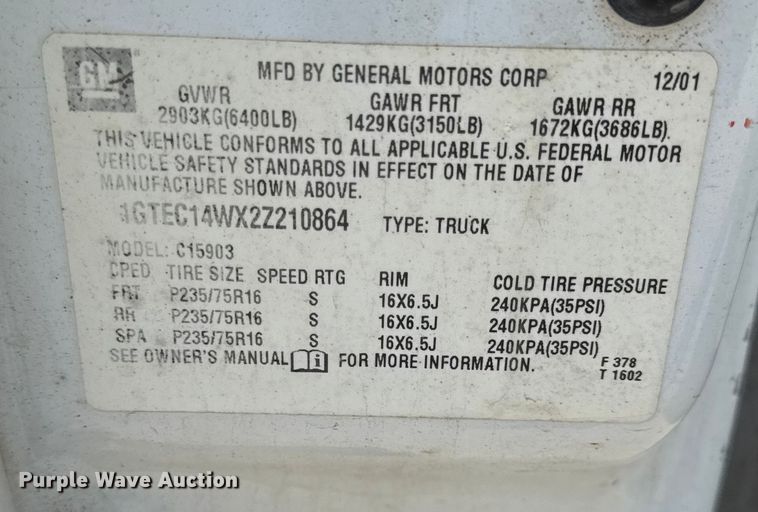 GM
MFD BY GENERAL MOTORS CORP 12/01
GVWR GAWR FRT GAWR RR
2903KG(6400LB) 1429KG(3150LB) 1672KG(3686LB).
THIS VEHICLE CONFORMS TO ALL APPLICABLE U.S. FEDERAL MOTOR
VEHICLE SAFETY STANDARDS IN EFFECT ON THE DATE OF
MANUFACTURE SHOWN ABOVE.
1GTEC14WX2Z210864 TYPE: TRUCK
MODEL: C15903
TIRE SIZE SPEED RTG RIM COLD TIRE PRESSURE
FRT P235/75R16 S 16X6.5J 240KPA(35PSI)
RR P235/75R16 S 16X6.5J 240KPA(35PSI)
SPA P235/75R16 S 16X6.5J 240KPA(35PSI)
SEE OWNER'S MANUAL i FOR MORE INFORMATION.
F 378
T 1602
Purple Wave Auction